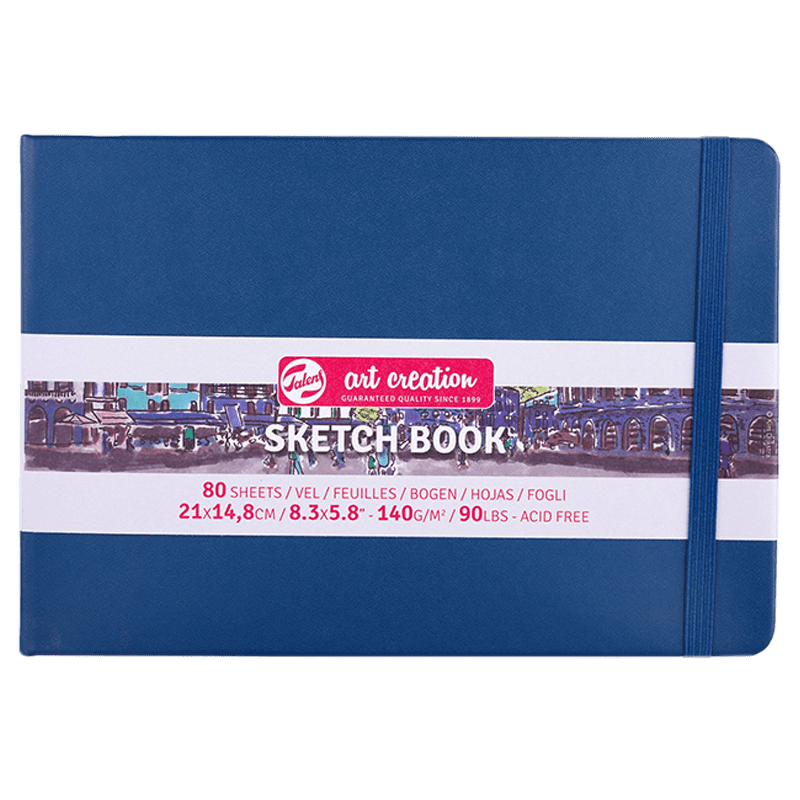 Talens art creation
GUARANTEED QUALITY SINCE 1899
SKETCH BOOK
80 SHEETS / VEL / FEUILLES / BOGEN / HOJAS / FOGLI
21X14,8CM / 8.3X5.8" - 140G/M² / 90LBS - ACID FREE